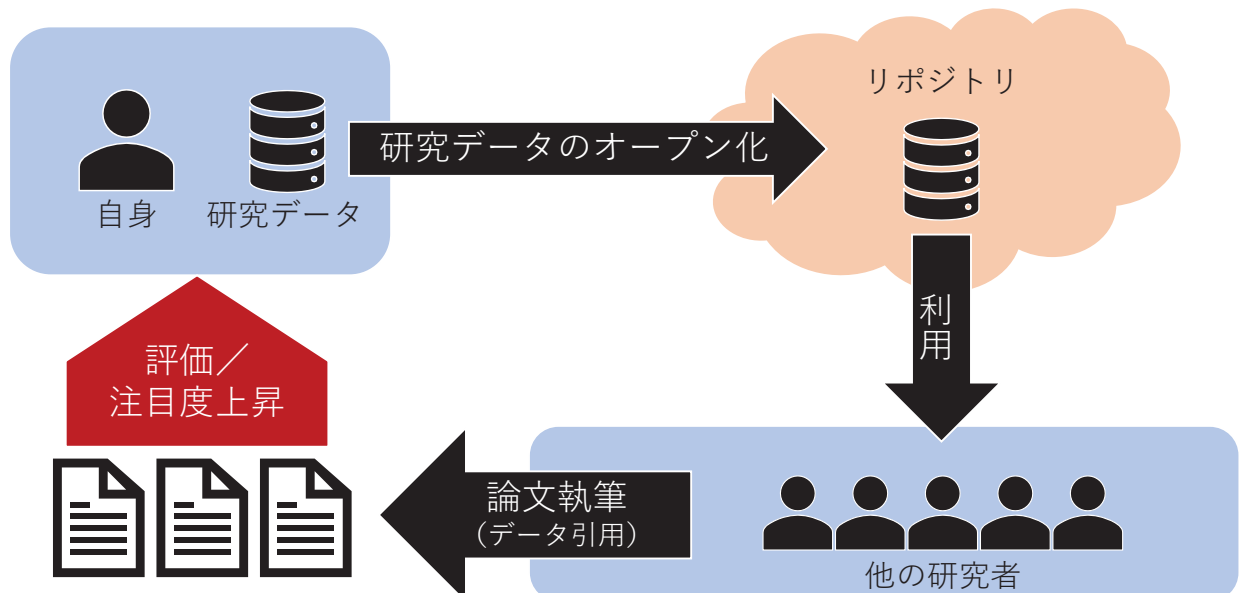 リポジトリ
研究データのオープン化
自身
研究データ
利
用
評価／
注目度上昇
論文執筆
（データ引用）
他の研究者